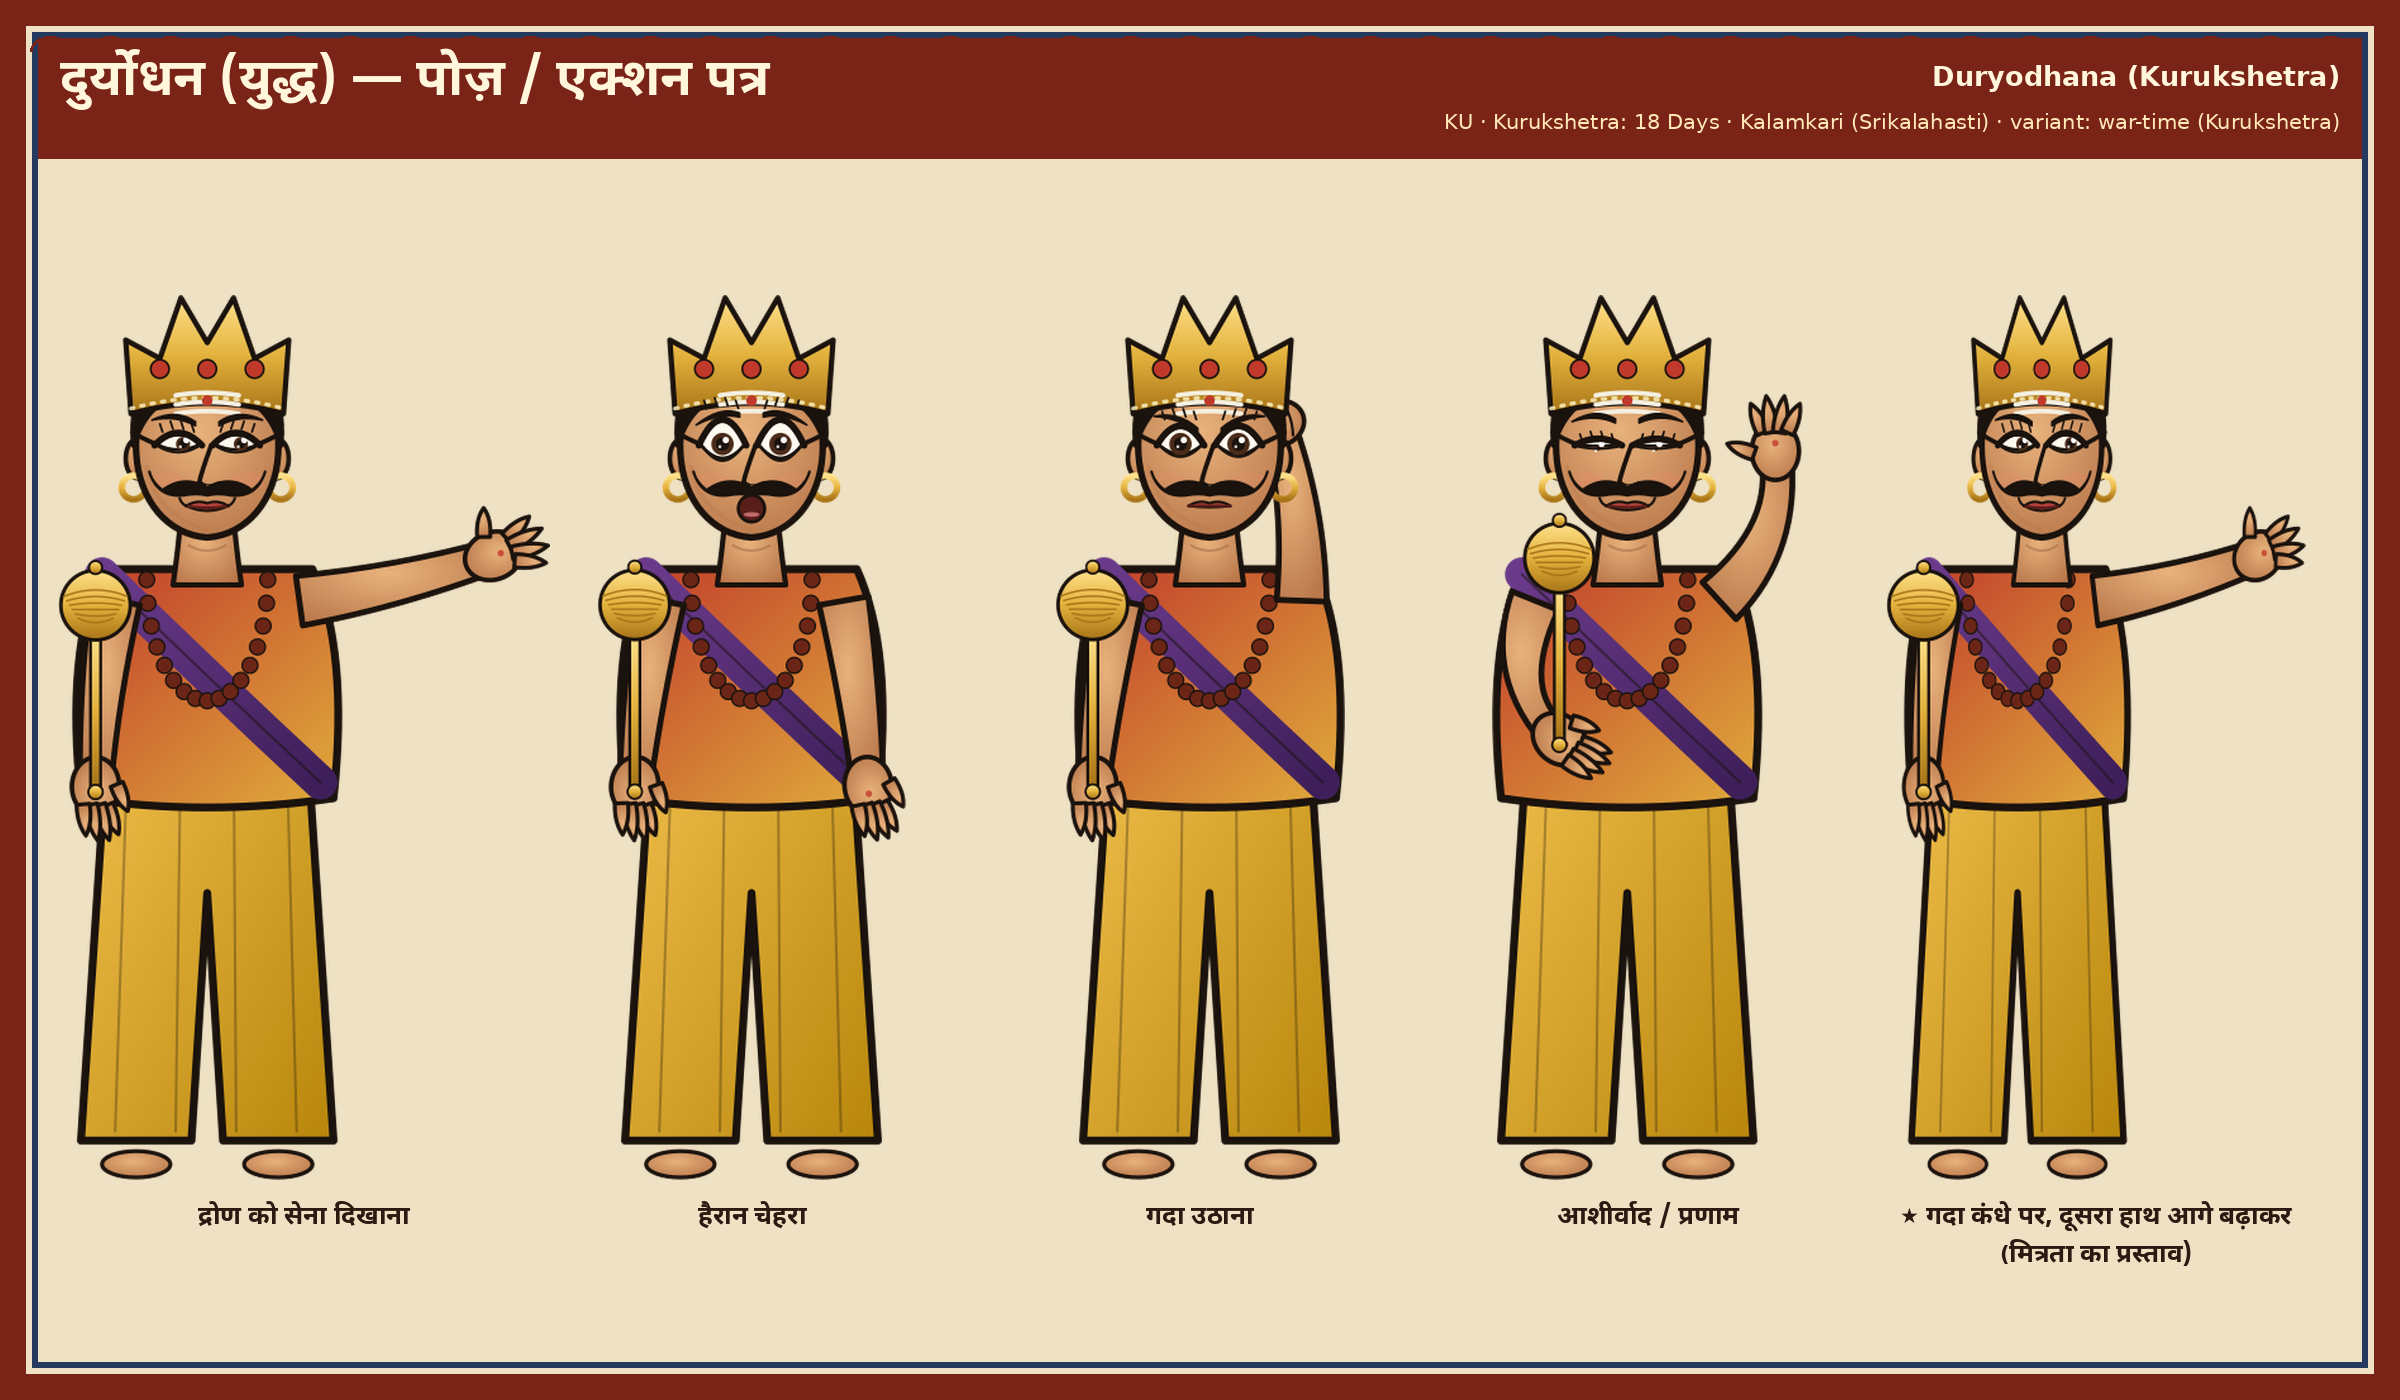 दुर्योधन (युद्ध) — पोज़ / एक्शन पत्र
Duryodhana (Kurukshetra)
KU · Kurukshetra: 18 Days · Kalamkari (Srikalahasti) · variant: war-time (Kurukshetra)
द्रोण को सेना दिखाना
हैरान चेहरा
गदा उठाना
आशीर्वाद / प्रणाम
★ गदा कंधे पर, दूसरा हाथ आगे बढ़ाकर
(मित्रता का प्रस्ताव)